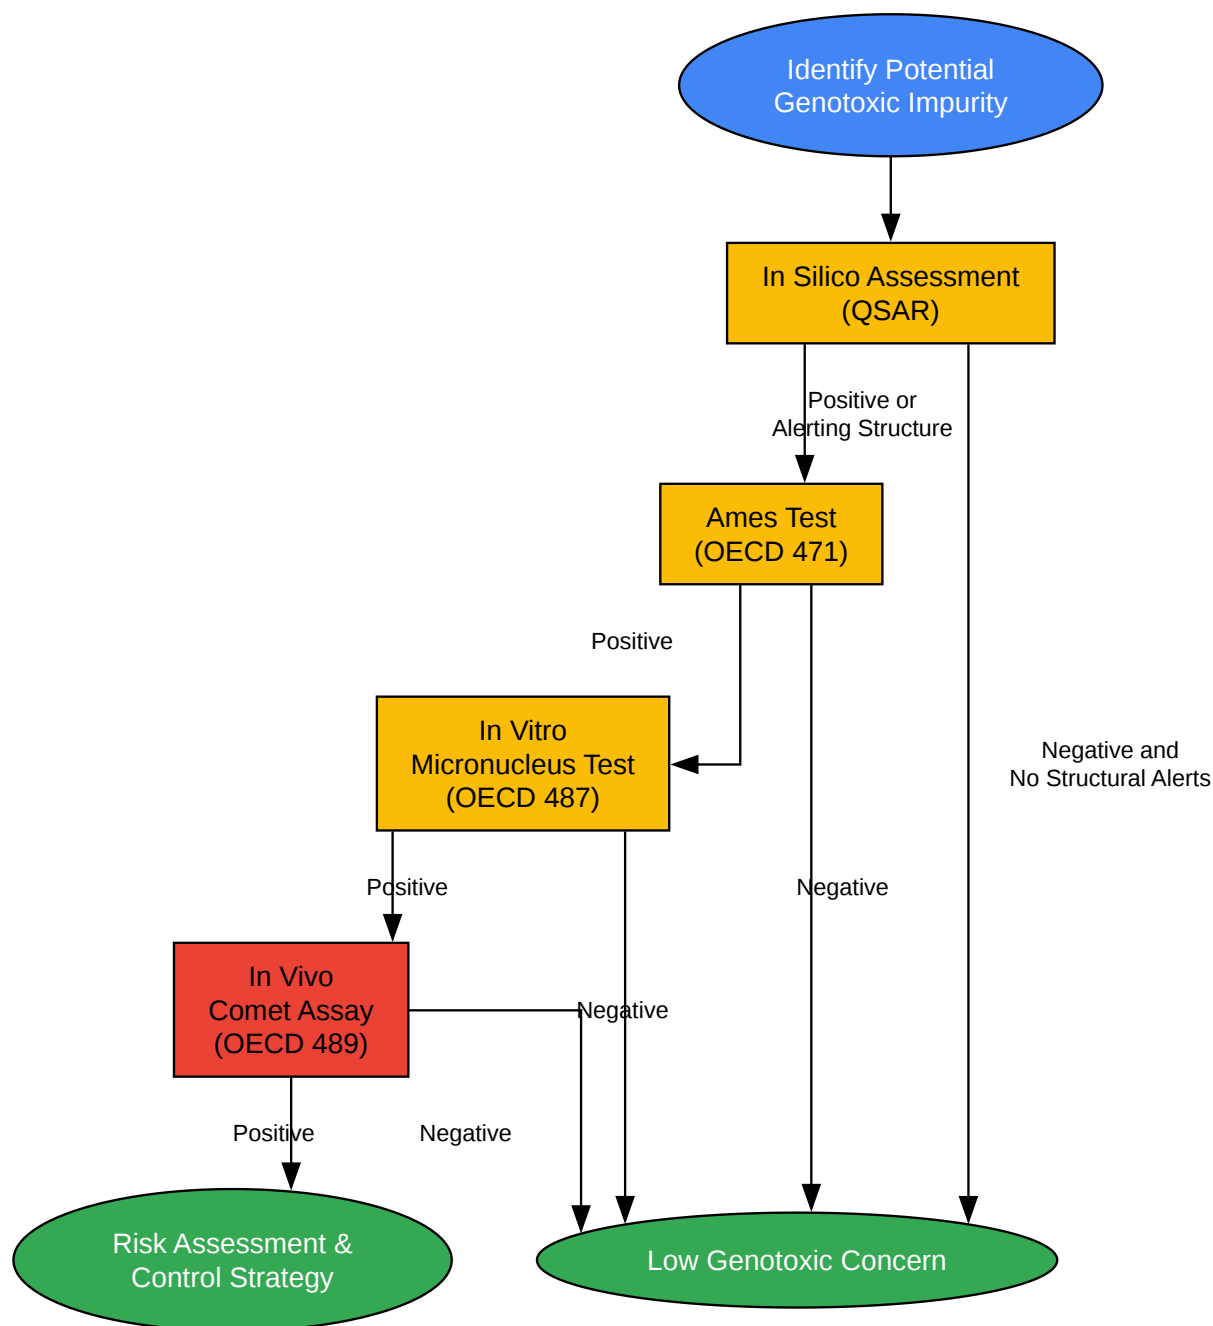 Identify Potential
Genotoxic Impurity
In Silico Assessment
(QSAR)
Positive or
Alerting Structure
Ames Test
(OECD 471)
Positive
In Vitro
Micronucleus Test
(OECD 487)
Negative and
No Structural Alerts
Positive
Negative
In Vivo
Comet Assay
(OECD 489)
Negative
Positive
Negative
Risk Assessment &
Control Strategy
Low Genotoxic Concern